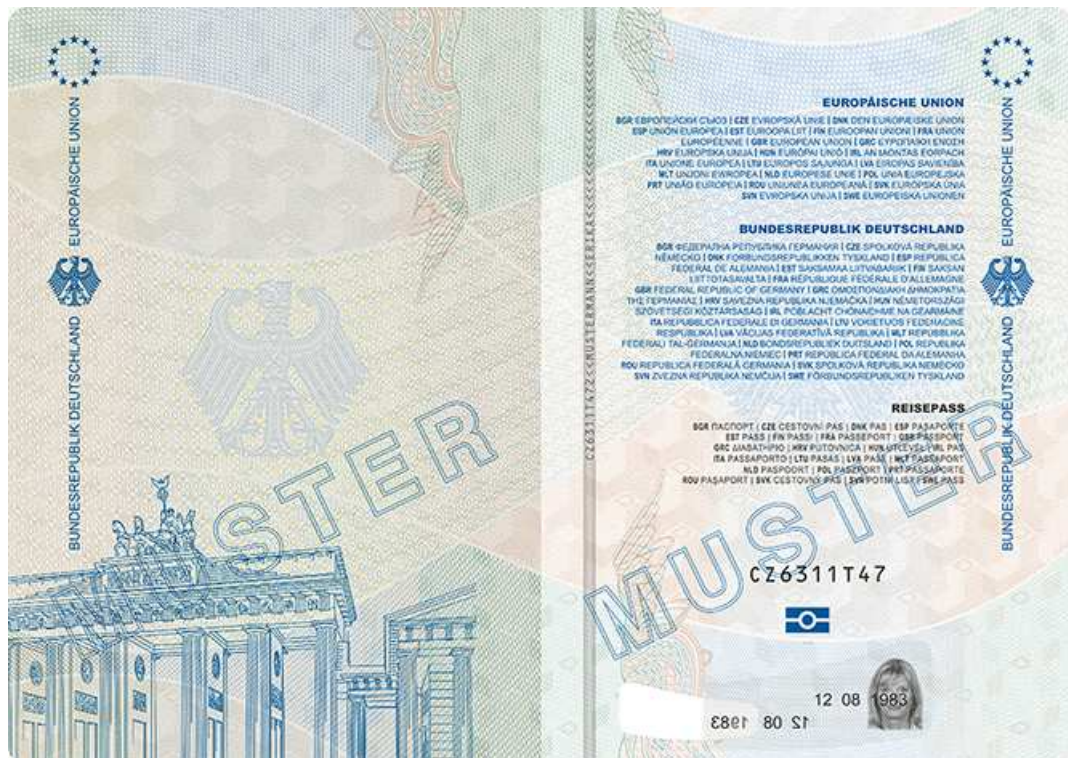 EUROPÄISCHE UNION
BUNDESREPUBLIK DEUTSCHLAND
MUSTER
CZ6311T472<<MUSTERMANN<<ERIKA<<<<<<<<<<<<<
EUROPÄISCHE UNION
BGR ЕВРОПЕЙСКИ СЪЮЗ | CZE EVROPSKÁ UNIE | DNK DEN EUROPÆISKE UNION
ESP UNIÓN EUROPEA | EST EUROOPA LIIT | FIN EUROOPAN UNIONI | FRA UNION
EUROPÉENNE | GBR EUROPEAN UNION | GRC ΕΥΡΩΠΑΪΚΗ ΕΝΩΣΗ
HRV EUROPSKA UNIJA | HUN EURÓPAI UNIÓ | IRL AN tAONTAS EORPACH
ITA UNIONE EUROPEA | LTU EUROPOS SĄJUNGA | LVA EIROPAS SAVIENĪBA
MLT UNJONI EWROPEA | NLD EUROPESE UNIE | POL UNIA EUROPEJSKA
PRT UNIÃO EUROPEIA | ROU UNIUNEA EUROPEANĂ | SVK EURÓPSKA ÚNIA
SVN EVROPSKA UNIJA | SWE EUROPEISKA UNIONEN
BUNDESREPUBLIK DEUTSCHLAND
BGR ФЕДЕРАЛНА РЕПУБЛИКА ГЕРМАНИЯ | CZE SPOLKOVÁ REPUBLIKA
NĚMECKO | DNK FORBUNDSREPUBLIKKEN TYSKLAND | ESP REPÚBLICA
FEDERAL DE ALEMANIA | EST SAKSAMAA LIITVABARIIK | FIN SAKSAN
LIITTOTASAVALTA | FRA RÉPUBLIQUE FÉDÉRALE D'ALLEMAGNE
GBR FEDERAL REPUBLIC OF GERMANY | GRC ΟΜΟΣΠΟΝΔΙΑΚΗ ΔΗΜΟΚΡΑΤΙΑ
ΤΗΣ ΓΕΡΜΑΝΙΑΣ | HRV SAVEZNA REPUBLIKA NJEMAČKA | HUN NÉMETORSZÁGI
SZÖVETSÉGI KÖZTÁRSASÁG | IRL POBLACHT CHÓNAIDHME NA GEARMÁINE
ITA REPUBBLICA FEDERALE DI GERMANIA | LTU VOKIETIJOS FEDERACINĖ
RESPUBLIKA | LVA VĀCIJAS FEDERATĪVĀ REPUBLIKA | MLT REPUBBLIKA
FEDERALI TAL-ĠERMANJA | NLD BONDSREPUBLIEK DUITSLAND | POL REPUBLIKA
FEDERALNA NIEMIEC | PRT REPÚBLICA FEDERAL DA ALEMANHA
ROU REPUBLICA FEDERALĂ GERMANIA | SVK SPOLKOVÁ REPUBLIKA NEMECKO
SVN ZVEZNA REPUBLIKA NEMČIJA | SWE FÖRBUNDSREPUBLIKEN TYSKLAND
REISEPASS
BGR ПАСПОРТ | CZE CESTOVNÍ PAS | DNK PAS | ESP PASAPORTE
EST PASS | FIN PASSI | FRA PASSEPORT | GBR PASSPORT
GRC ΔΙΑΒΑΤΗΡΙΟ | HRV PUTOVNICA | HUN ÚTLEVÉL | IRL PAS
ITA PASSAPORTO | LTU PASAS | LVA PASE | MLT PASSAPORT
NLD PASPOORT | POL PASZPORT | PRT PASSAPORTE
ROU PAȘAPORT | SVK CESTOVNÝ PAS | SVN POTNI LIST | SWE PASS
MUSTER
CZ6311T47
12 08 1983
12 08 1983
EUROPÄISCHE UNION
BUNDESREPUBLIK DEUTSCHLAND